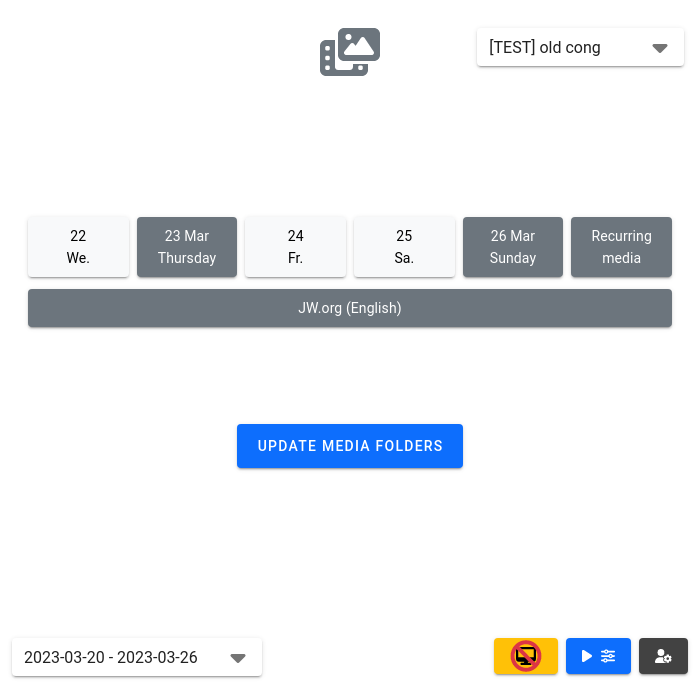 [TEST] old cong
22
We.
23 Mar
Thursday
24
Fr.
25
Sa.
26 Mar
Sunday
Recurring
media
JW.org (English)
UPDATE MEDIA FOLDERS
2023-03-20 - 2023-03-26